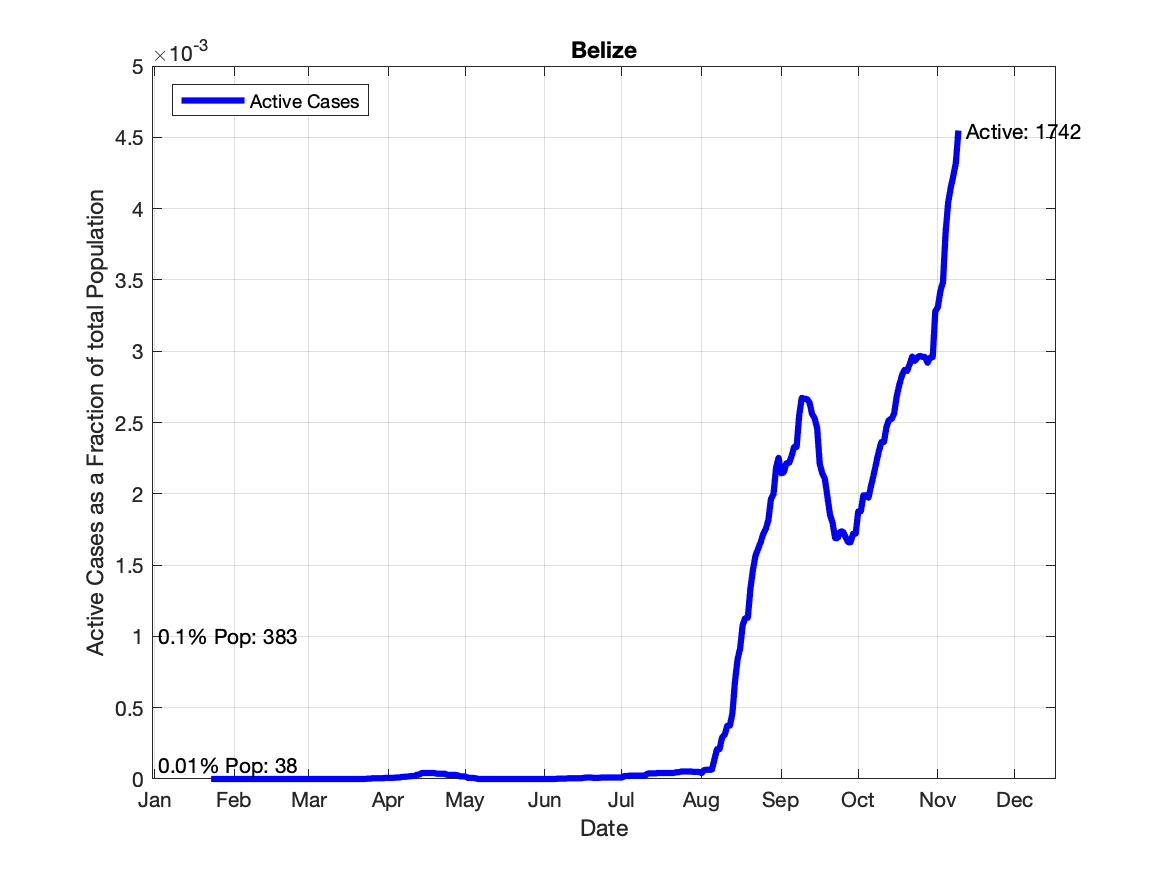 Belize
×10-3
5
4.5
4
3.5
3
2.5
2
1.5
1
0.5
0
Active Cases as a Fraction of total Population
Active Cases
Active: 1742
0.1% Pop: 383
0.01% Pop: 38
Jan Feb Mar Apr May Jun Jul Aug Sep Oct Nov Dec
Date